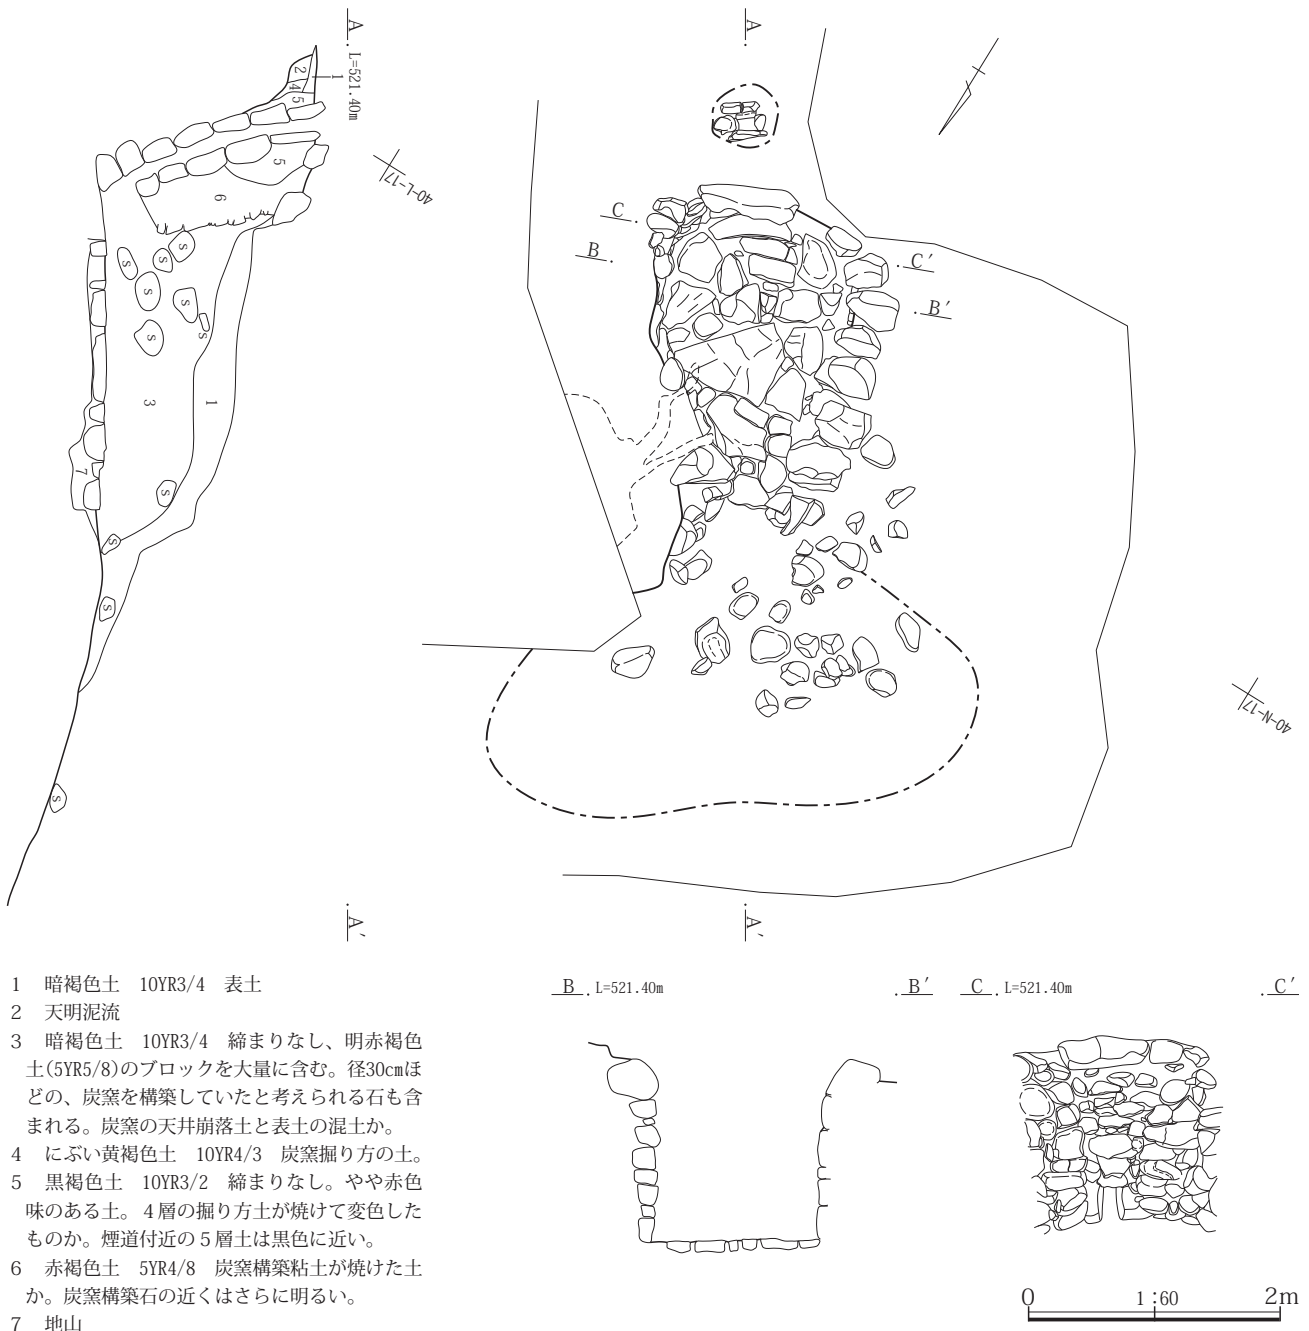 A
L=521.40m
A
2
1
4
5
5
6
40-L-17
C
B
C′
B′
S
S
S
S
S
S
S
3
1
7
S
S
S
S
40-N-17
A′
A′
1 暗褐色土 10YR3/4 表土
2 天明泥流
3 暗褐色土 10YR3/4 締まりなし、明赤褐色
土(5YR5/8)のブロックを大量に含む。径30㎝ほ
どの、炭窯を構築していたと考えられる石も含
まれる。炭窯の天井崩落土と表土の混土か。
4 にぶい黄褐色土 10YR4/3 炭窯掘り方の土。
5 黒褐色土 10YR3/2 締まりなし。やや赤色
味のある土。4層の掘り方土が焼けて変色した
ものか。煙道付近の5層土は黒色に近い。
6 赤褐色土 5YR4/8 炭窯構築粘土が焼けた土
か。炭窯構築石の近くはさらに明るい。
7 地山
B L=521.40m B′
C L=521.40m C′
0 1:60 2m